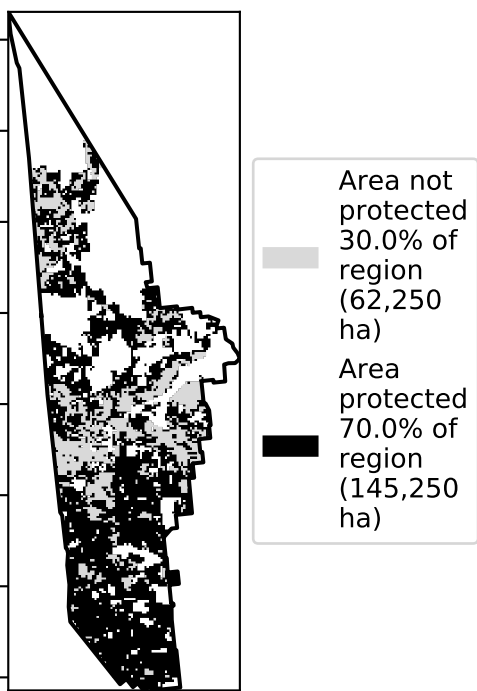 Area not
protected
30.0% of
region
(62,250
ha)
Area
protected
70.0% of
region
(145,250
ha)